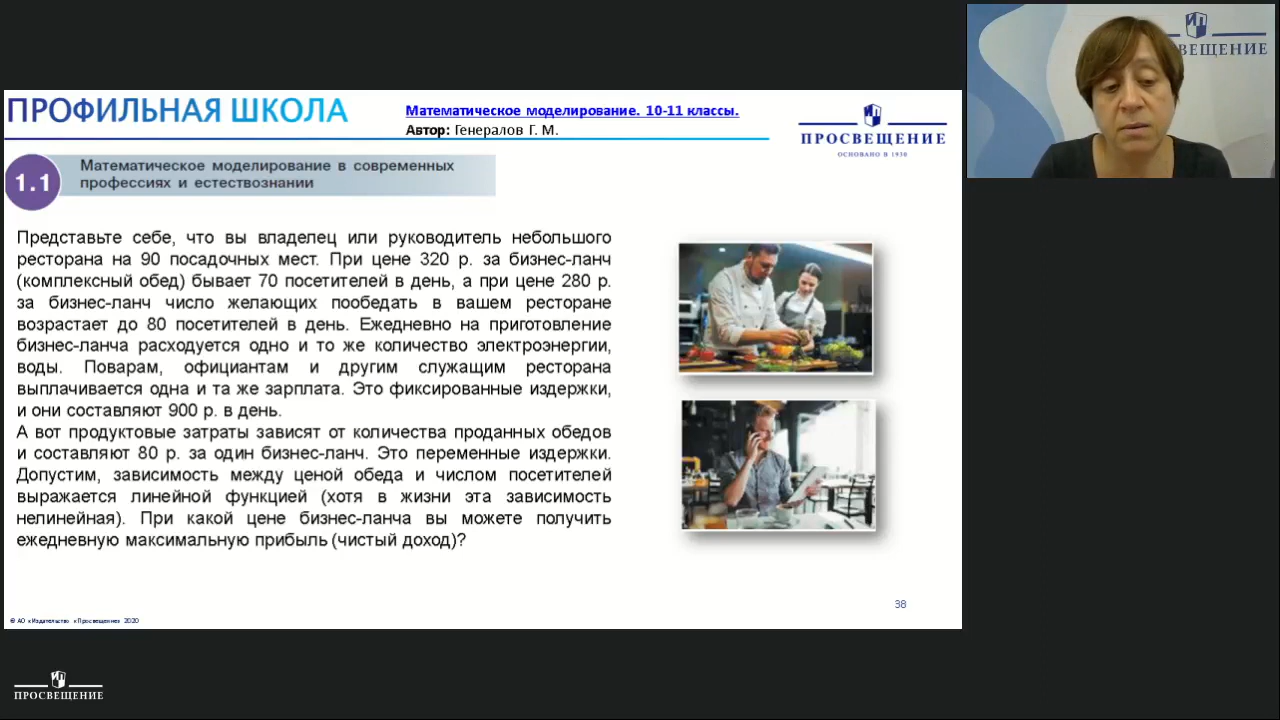 ПРОФИЛЬНАЯ ШКОЛА
Математическое моделирование. 10-11 классы.
Автор: Генералов Г. М.
ПРОСВЕЩЕНИЕ
ОСНОВАНО В 1930
1.1
Математическое моделирование в современных
профессиях и естествознании
Представьте себе, что вы владелец или руководитель небольшого
ресторана на 90 посадочных мест. При цене 320 р. за бизнес-ланч
(комплексный обед) бывает 70 посетителей в день, а при цене 280 р.
за бизнес-ланч число желающих пообедать в вашем ресторане
возрастает до 80 посетителей в день. Ежедневно на приготовление
бизнес-ланча расходуется одно и то же количество электроэнергии,
воды. Поварам, официантам и другим служащим ресторана
выплачивается одна и та же зарплата. Это фиксированные издержки,
и они составляют 900 р. в день.
А вот продуктовые затраты зависят от количества проданных обедов
и составляют 80 р. за один бизнес-ланч. Это переменные издержки.
Допустим, зависимость между ценой обеда и числом посетителей
выражается линейной функцией (хотя в жизни эта зависимость
нелинейная). При какой цене бизнес-ланча вы можете получить
ежедневную максимальную прибыль (чистый доход)?
38
© АО «Издательство «Просвещение» 2020
ПРОСВЕЩЕНИЕ
СВЕЩЕНИЕ